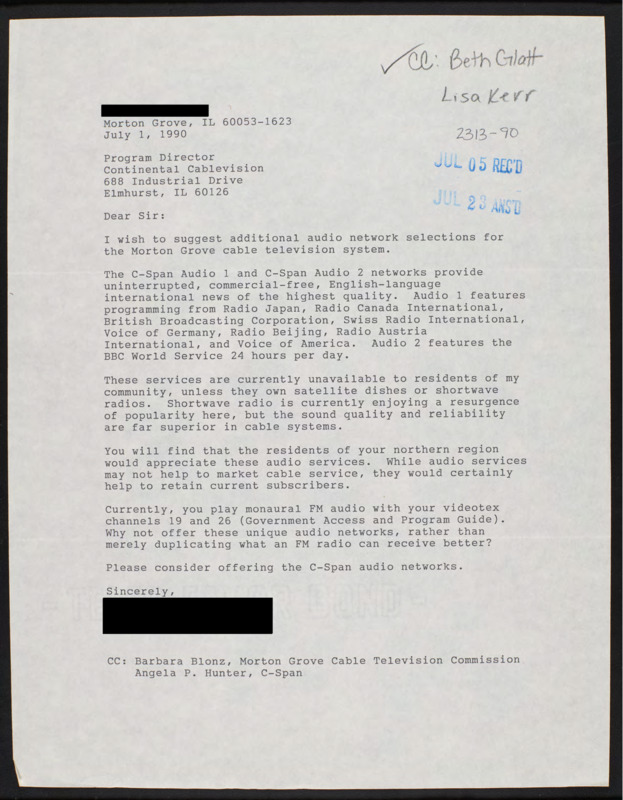 ✓ CC: Beth Glatt
Lisa Kerr
2313-90
JUL 05 REC'D
JUL 23 ANS'D
Morton Grove, IL 60053-1623
July 1, 1990
Program Director
Continental Cablevision
688 Industrial Drive
Elmhurst, IL 60126
Dear Sir:
I wish to suggest additional audio network selections for
the Morton Grove cable television system.
The C-Span Audio 1 and C-Span Audio 2 networks provide
uninterrupted, commercial-free, English-language
international news of the highest quality. Audio 1 features
programming from Radio Japan, Radio Canada International,
British Broadcasting Corporation, Swiss Radio International,
Voice of Germany, Radio Beijing, Radio Austria
International, and Voice of America. Audio 2 features the
BBC World Service 24 hours per day.
These services are currently unavailable to residents of my
community, unless they own satellite dishes or shortwave
radios. Shortwave radio is currently enjoying a resurgence
of popularity here, but the sound quality and reliability
are far superior in cable systems.
You will find that the residents of your northern region
would appreciate these audio services. While audio services
may not help to market cable service, they would certainly
help to retain current subscribers.
Currently, you play monaural FM audio with your videotex
channels 19 and 26 (Government Access and Program Guide).
Why not offer these unique audio networks, rather than
merely duplicating what an FM radio can receive better?
Please consider offering the C-Span audio networks.
Sincerely,
BOND
CC: Barbara Blonz, Morton Grove Cable Television Commission
Angela P. Hunter, C-Span